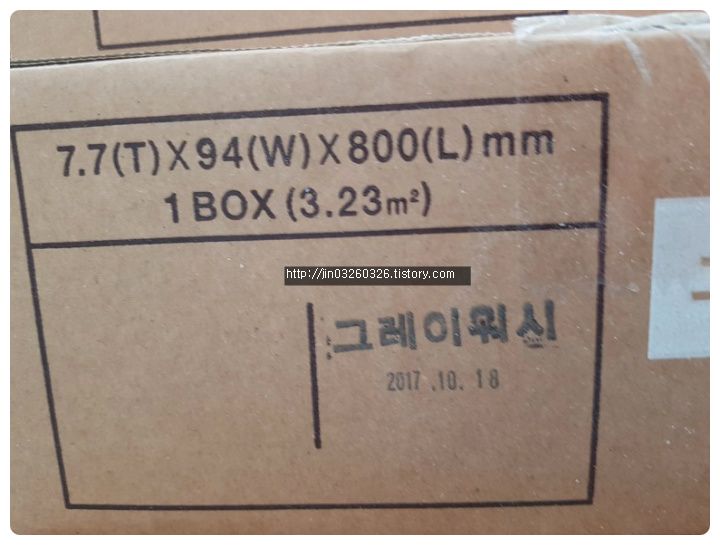 7.7(T)X94(W)X800(L)mm
1BOX(3.23m²)
http://jin03260326.tistory.com
그레이워시
2017.10.18